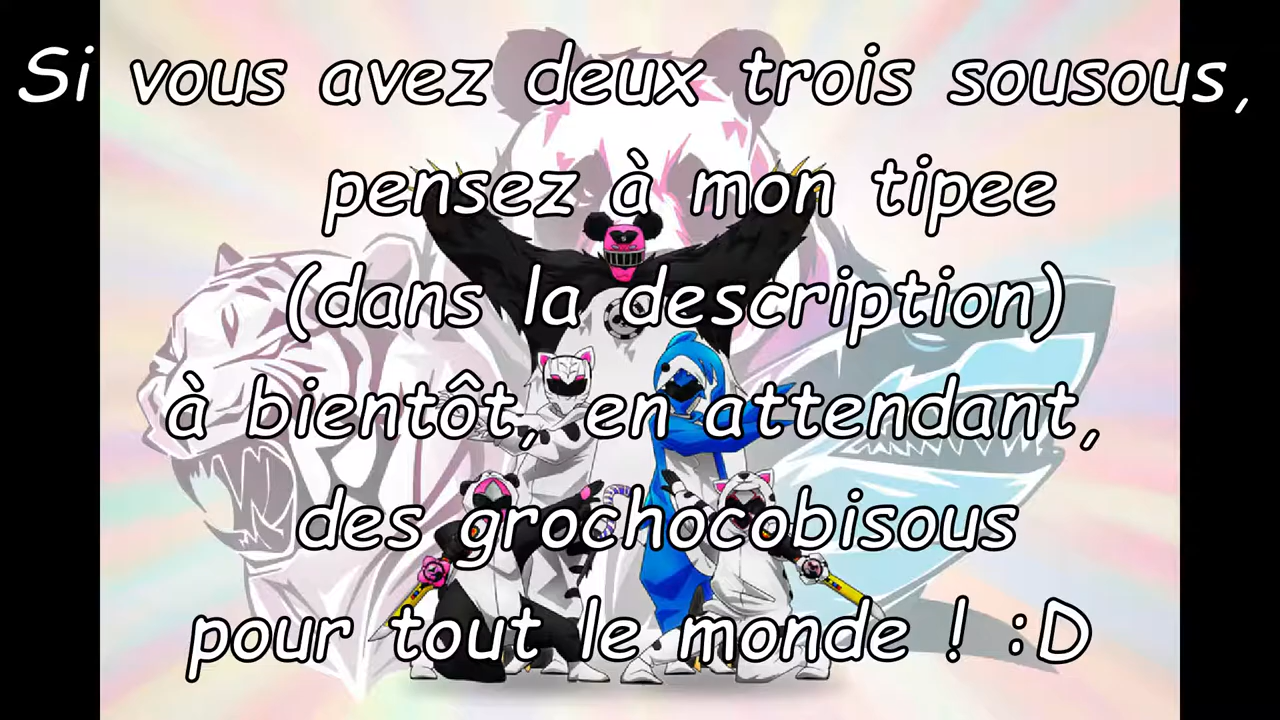 Si vous avez deux trois sousous,
pensez à mon tipee
(dans la description)
à bientôt, en attendant,
des grochocobisous
pour tout le monde ! :D